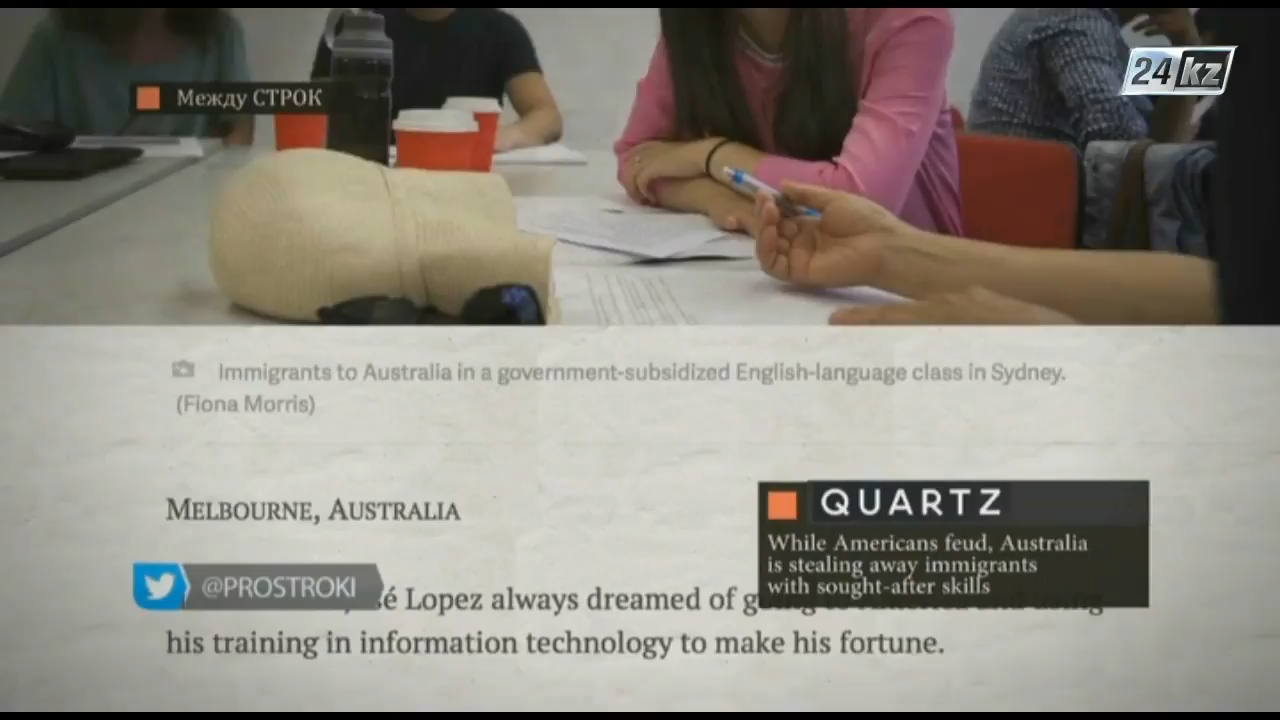 24 kz
Между СТРОК
Immigrants to Australia in a government-subsidized English-language class in Sydney.
(Fiona Morris)
MELBOURNE, AUSTRALIA
QUARTZ
While Americans feud, Australia
is stealing away immigrants
with sought-after skills
@PROSTROKI
Lopez always dreamed of
his training in information technology to make his fortune.